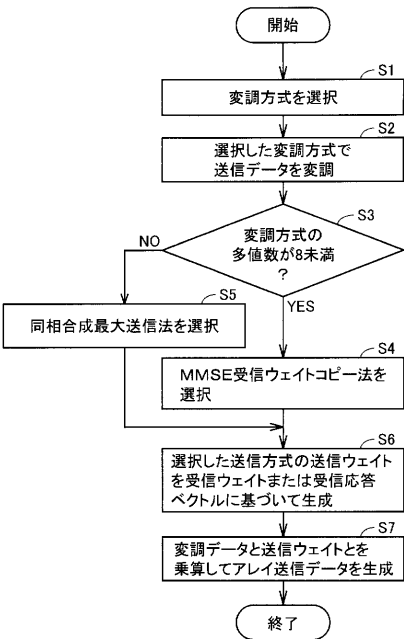 開始
S1
変調方式を選択
S2
選択した変調方式で
送信データを変調
S3
変調方式の
多値数が8未満
?
NO
YES
S5
同相合成最大送信法を選択
S4
MMSE受信ウェイトコピー法を
選択
S6
選択した送信方式の送信ウェイト
を受信ウェイトまたは受信応答
ベクトルに基づいて生成
S7
変調データと送信ウェイトとを
乗算してアレイ送信データを生成
終了